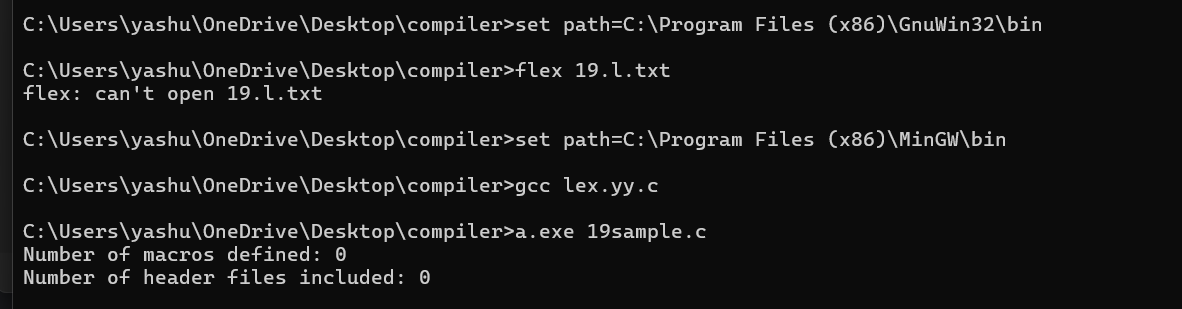 C:\Users\yashu\OneDrive\Desktop\compiler>set path=C:\Program Files (x86)\GnuWin32\bin
C:\Users\yashu\OneDrive\Desktop\compiler>flex 19.l.txt
flex: can't open 19.l.txt
C:\Users\yashu\OneDrive\Desktop\compiler>set path=C:\Program Files (x86)\MinGW\bin
C:\Users\yashu\OneDrive\Desktop\compiler>gcc lex.yy.c
C:\Users\yashu\OneDrive\Desktop\compiler>a.exe 19sample.c
Number of macros defined: 0
Number of header files included: 0